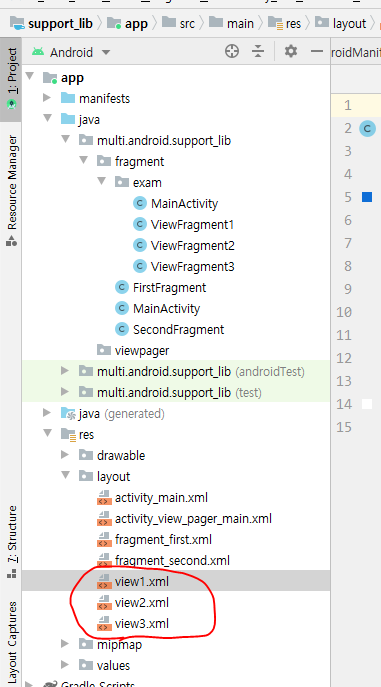 support_lib app src main res layout
1: Project
Android
roidManif
app
manifests
java
multi.android.support_lib
fragment
exam
MainActivity
ViewFragment1
ViewFragment2
ViewFragment3
FirstFragment
MainActivity
SecondFragment
viewpager
multi.android.support_lib (androidTest)
multi.android.support_lib (test)
java (generated)
res
drawable
layout
activity_main.xml
activity_view_pager_main.xml
fragment_first.xml
fragment_second.xml
view1.xml
view2.xml
view3.xml
mipmap
values
Gradle Scripts
Resource Manager
Z: Structure
Layout Captures
1
2
3
4
5
6
7
8
9
10
11
12
13
14
15